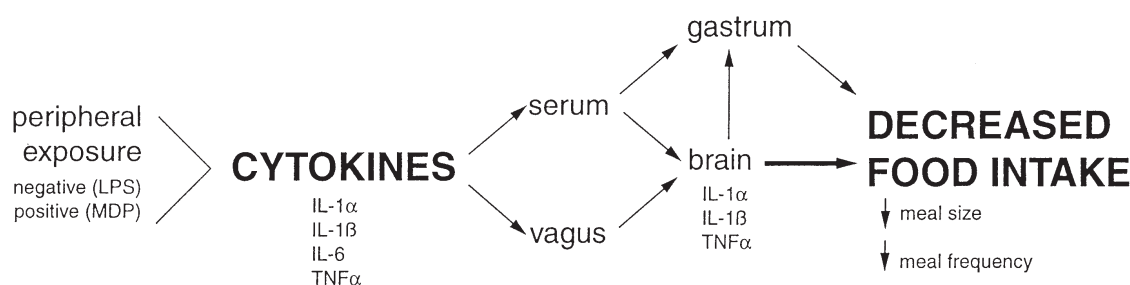 peripheral
exposure
negative (LPS)
positive (MDP)
CYTOKINES
IL-1α
IL-1ß
IL-6
TNFα
serum
vagus
gastrum
brain
IL-1α
IL-1ß
TNFα
DECREASED
FOOD INTAKE
↓ meal size
↓ meal frequency